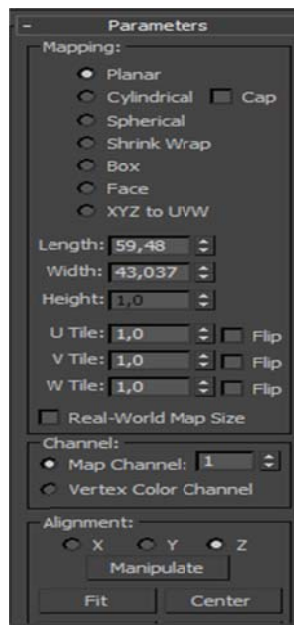 - Parameters
Mapping:
Planar
Cylindrical Cap
Spherical
Shrink Wrap
Box
Face
XYZ to UVW
Length: 59,48
Width: 43,037
Height: 1,0
U Tile: 1,0 Flip
V Tile: 1,0 Flip
W Tile: 1,0 Flip
Real-World Map Size
Channel:
Map Channel: 1
Vertex Color Channel
Alignment:
X Y Z
Manipulate
Fit Center